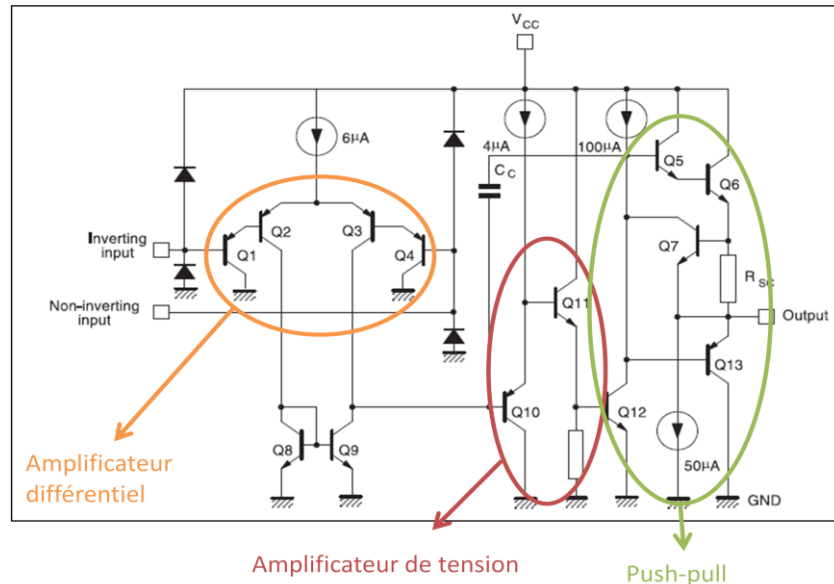 VCC
6µA
4µA
100µA
CC
Q5
Q6
Inverting
input
Q1
Q2
Q3
Q4
Q7
RSC
Non-inverting
input
Q11
Output
Q13
Q10
Q12
Q8
Q9
50µA
GND
Amplificateur
différentiel
Amplificateur de tension
Push-pull